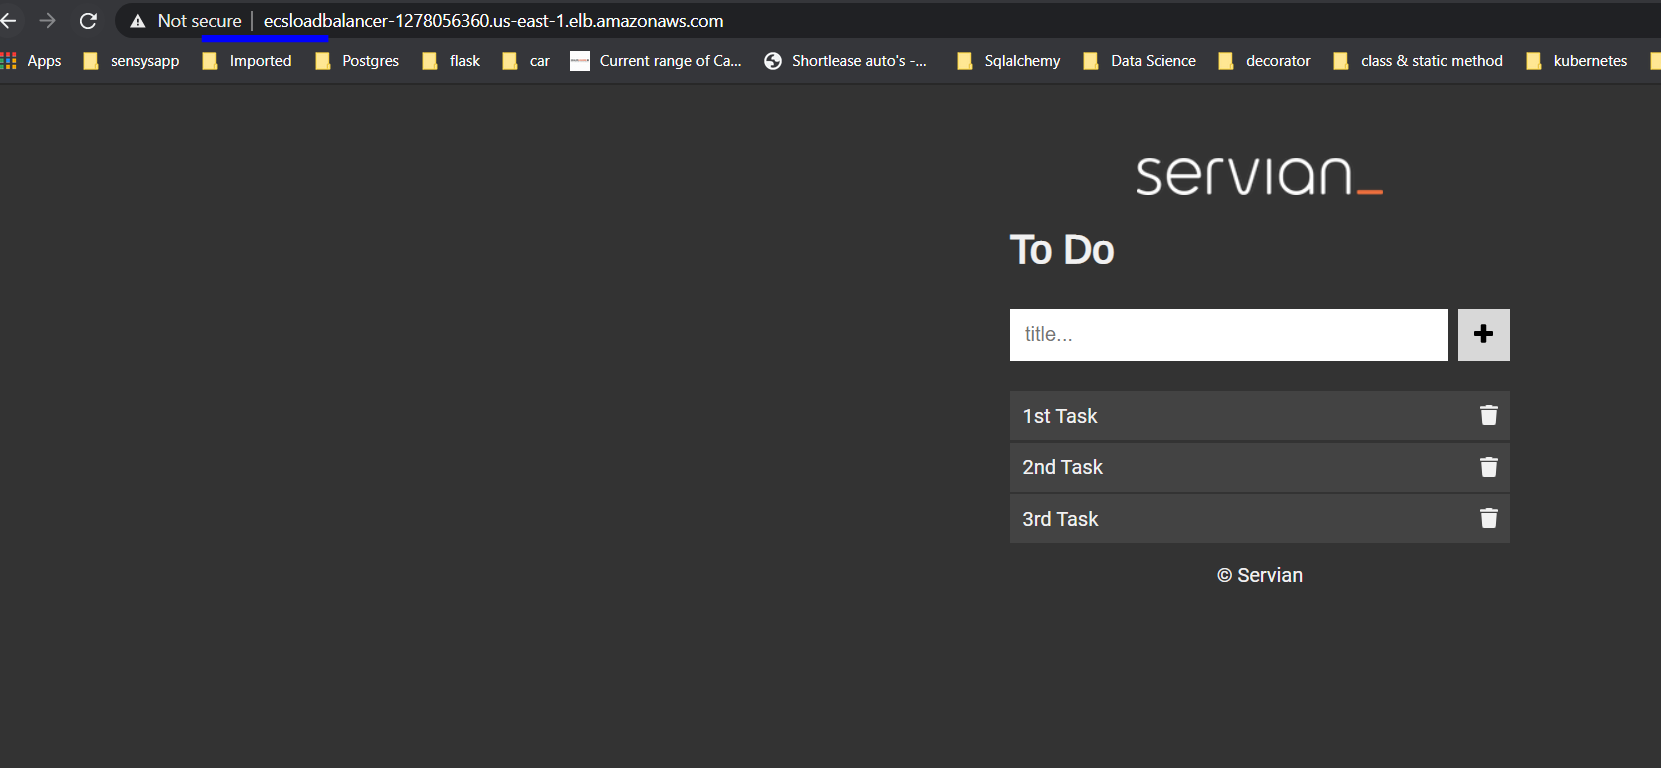 Not secure | ecsloadbalancer-1278056360.us-east-1.elb.amazonaws.com
Apps sensysapp Imported Postgres flask car Current range of Ca... Shortlease auto's -... Sqlalchemy Data Science decorator class & static method kubernetes
servian_
To Do
title...
1st Task
2nd Task
3rd Task
© Servian